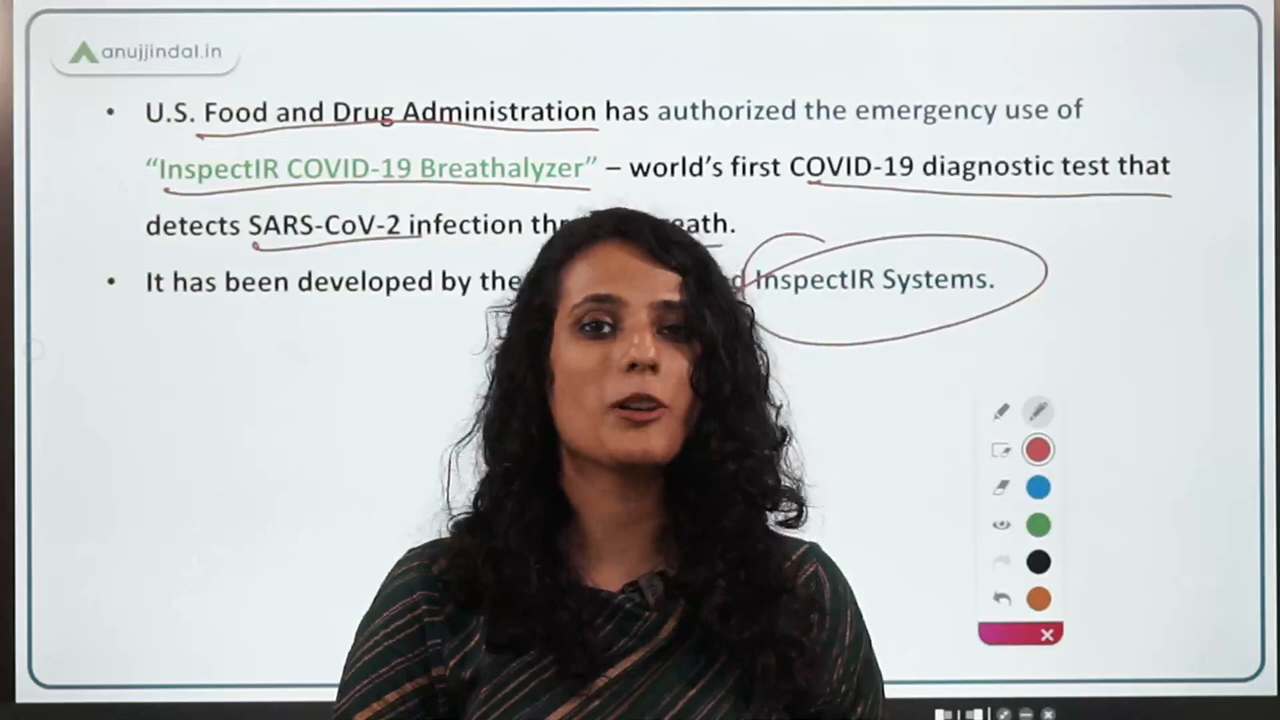 anujjindal.in
• U.S. Food and Drug Administration has authorized the emergency use of
“InspectIR COVID-19 Breathalyzer” – world’s first COVID-19 diagnostic test that
detects SARS-CoV-2 infection
• It has been developed by the InspectIR Systems.